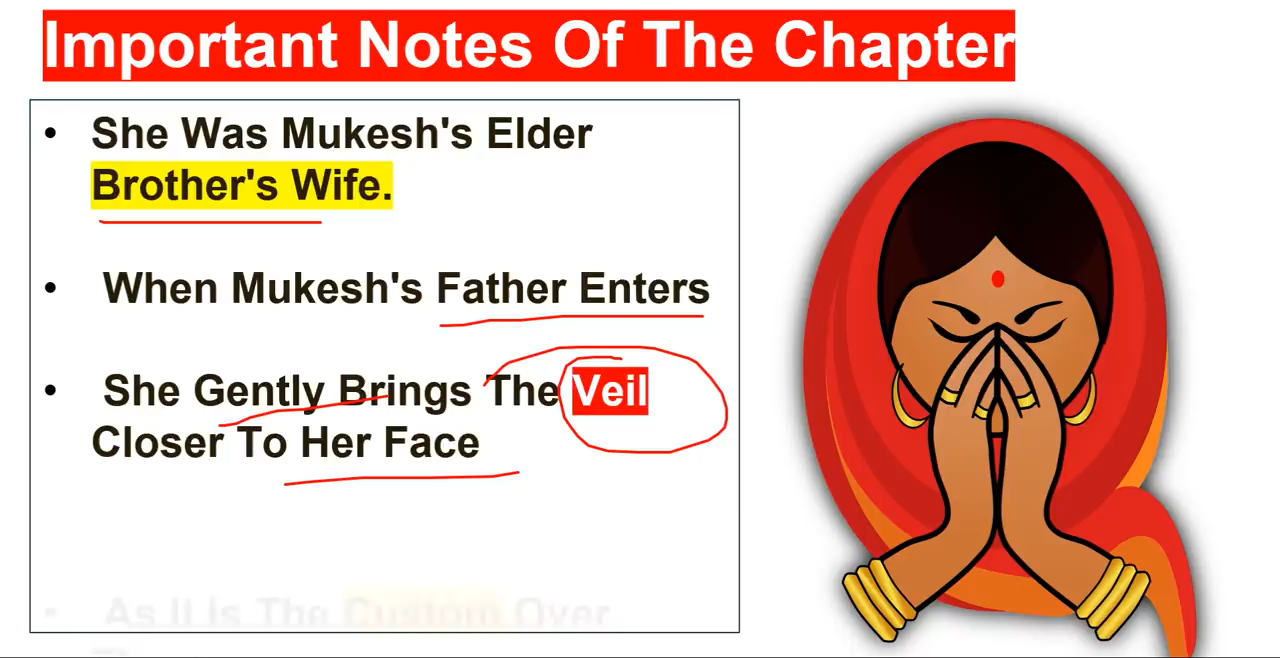 Important Notes Of The Chapter
• She Was Mukesh's Elder
Brother's Wife.
• When Mukesh's Father Enters
• She Gently Brings The Veil
Closer To Her Face
• As It Is The Custom Over